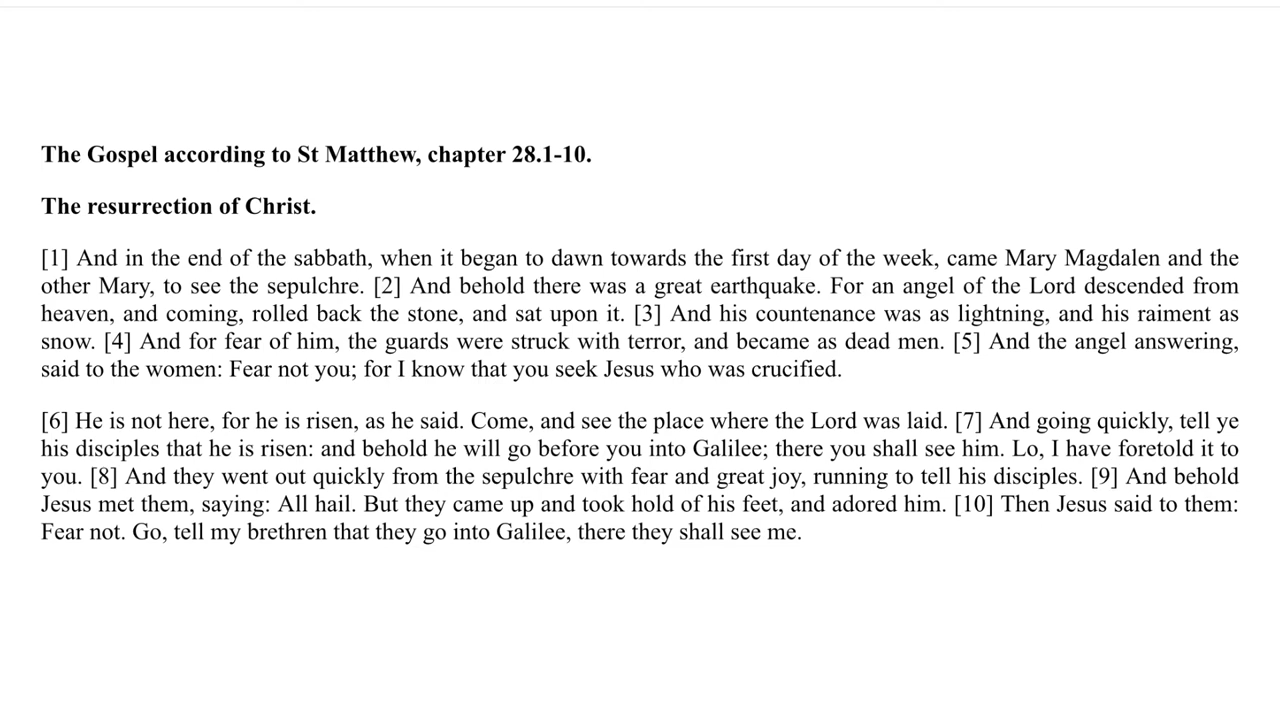 The Gospel according to St Matthew, chapter 28.1-10.
The resurrection of Christ.
[1] And in the end of the sabbath, when it began to dawn towards the first day of the week, came Mary Magdalen and the
other Mary, to see the sepulchre. [2] And behold there was a great earthquake. For an angel of the Lord descended from
heaven, and coming, rolled back the stone, and sat upon it. [3] And his countenance was as lightning, and his raiment as
snow. [4] And for fear of him, the guards were struck with terror, and became as dead men. [5] And the angel answering,
said to the women: Fear not you; for I know that you seek Jesus who was crucified.
[6] He is not here, for he is risen, as he said. Come, and see the place where the Lord was laid. [7] And going quickly, tell ye
his disciples that he is risen: and behold he will go before you into Galilee; there you shall see him. Lo, I have foretold it to
you. [8] And they went out quickly from the sepulchre with fear and great joy, running to tell his disciples. [9] And behold
Jesus met them, saying: All hail. But they came up and took hold of his feet, and adored him. [10] Then Jesus said to them:
Fear not. Go, tell my brethren that they go into Galilee, there they shall see me.